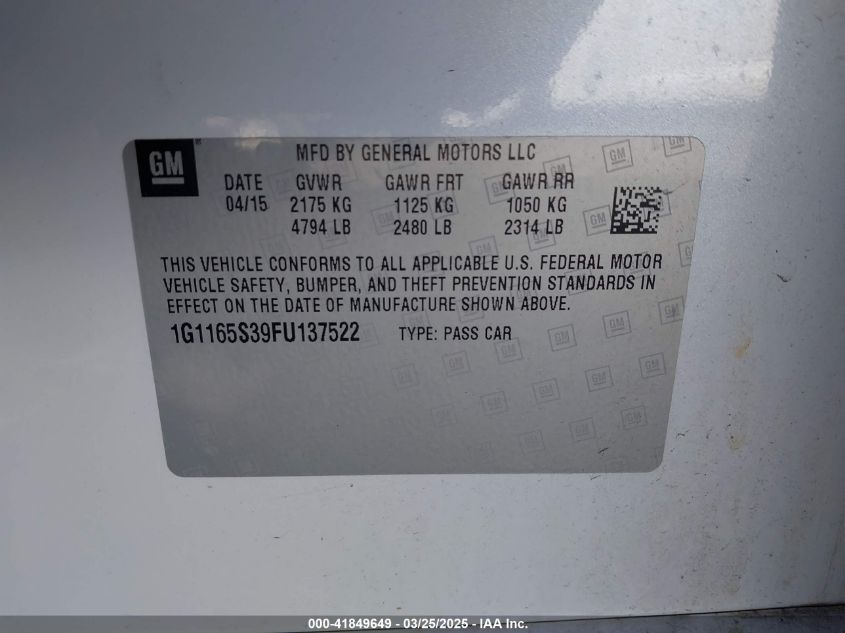 GM ® MFD BY GENERAL MOTORS LLC
DATE GVWR GAWR FRT GAWR RR
04/15 2175 KG 1125 KG 1050 KG
4794 LB 2480 LB 2314 LB
THIS VEHICLE CONFORMS TO ALL APPLICABLE U.S. FEDERAL MOTOR
VEHICLE SAFETY, BUMPER, AND THEFT PREVENTION STANDARDS IN
EFFECT ON THE DATE OF MANUFACTURE SHOWN ABOVE.
1G1165S39FU137522 TYPE: PASS CAR
000-41849649 - 03/25/2025 - IAA Inc.